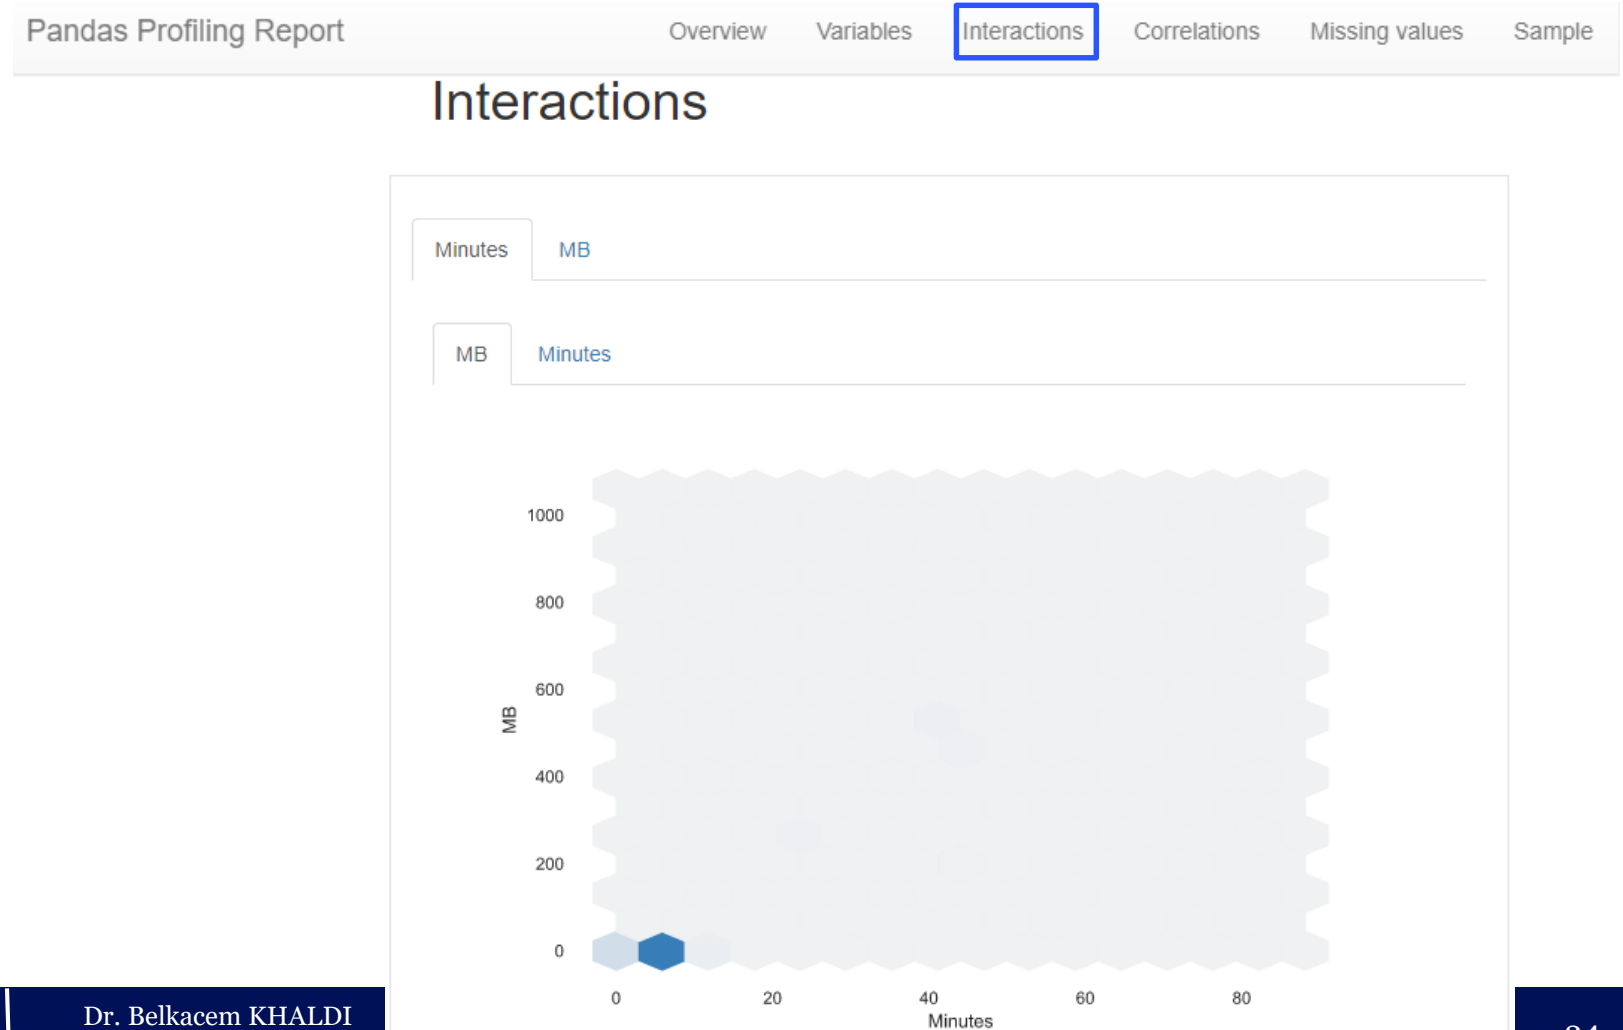 Pandas Profiling Report Overview Variables Interactions Correlations Missing values Sample
Interactions
Minutes MB
MB Minutes
1000
800
600
MB
400
200
0
0 20 40 60 80
Minutes
Dr. Belkacem KHALDI